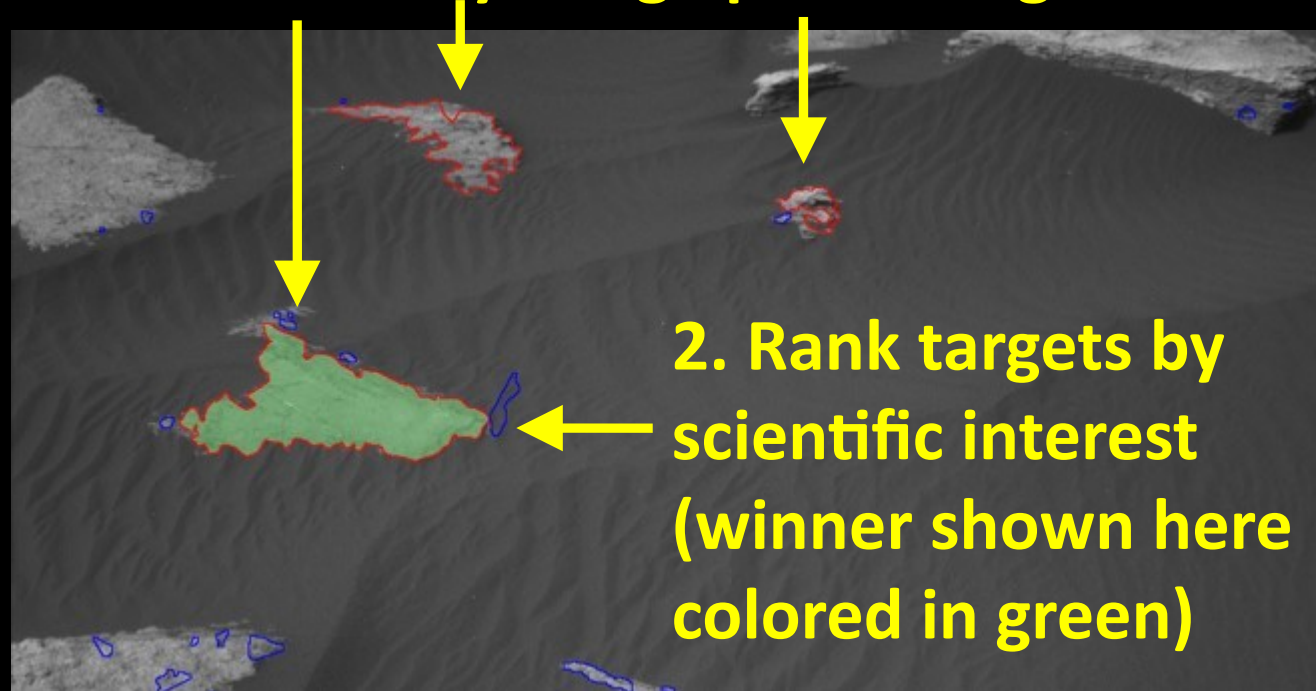 2. Rank targets by
scientific interest
(winner shown here
colored in green)